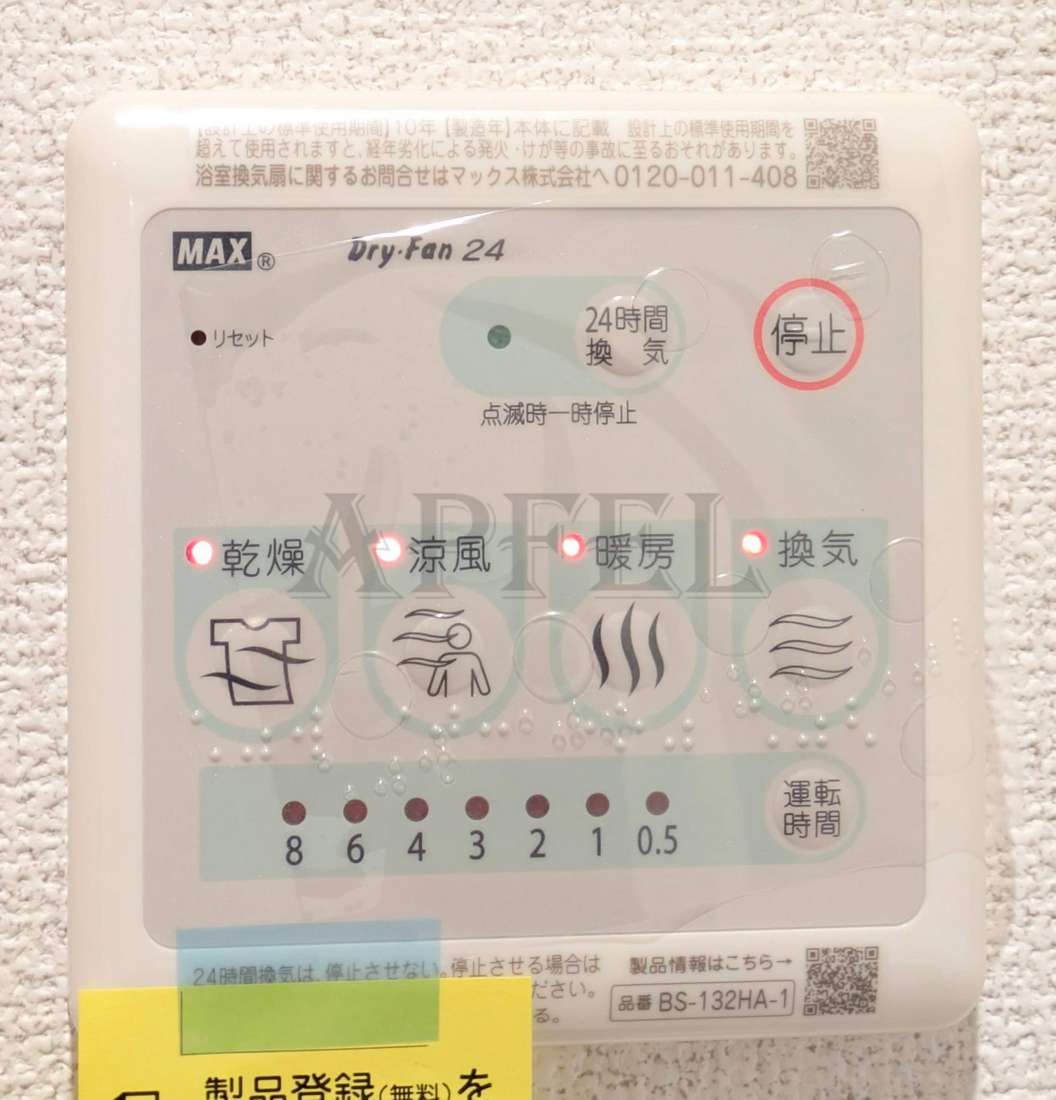 【設計上の標準使用期間】10年 【製造年】本体に記載 設計上の標準使用期間を
超えて使用されますと、経年劣化による発火・けが等の事故に至るおそれがあります。
浴室換気扇に関するお問合せはマックス株式会社へ 0120-011-408
MAX® Dry・Fan 24
リセット
24時間
換 気
停止
点滅時一時停止
APFEL
乾燥 涼風 暖房 換気
8 6 4 3 2 1 0.5
運転
時間
24時間換気は、停止させない。停止させる場合は
ださい。
る。
製品情報はこちら→
品番 BS-132HA-1
製品登録(無料)を